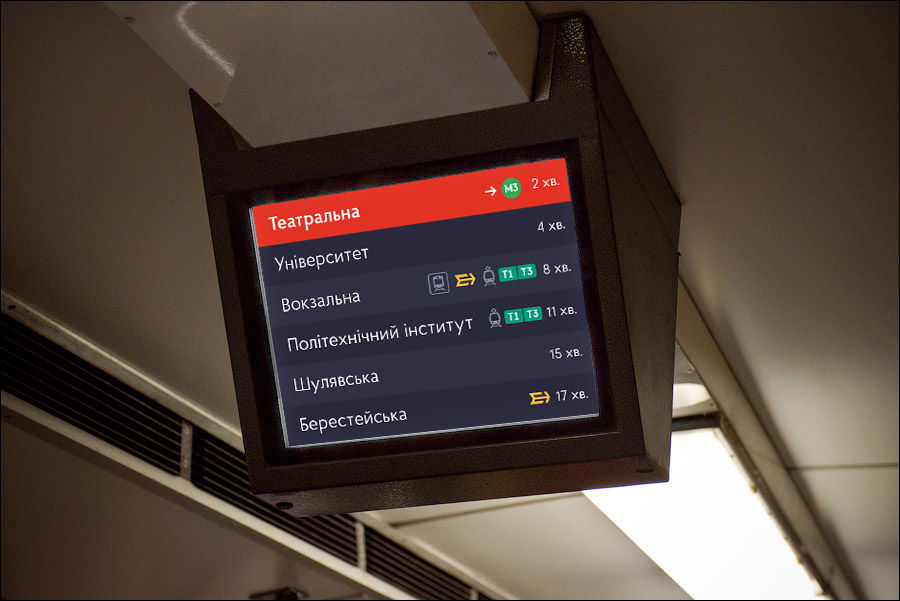 Театральна → М3 2 хв.
Університет 4 хв.
Вокзальна Т1 Т3 8 хв.
Політехнічний інститут Т1 Т3 11 хв.
Шулявська 15 хв.
Берестейська 17 хв.